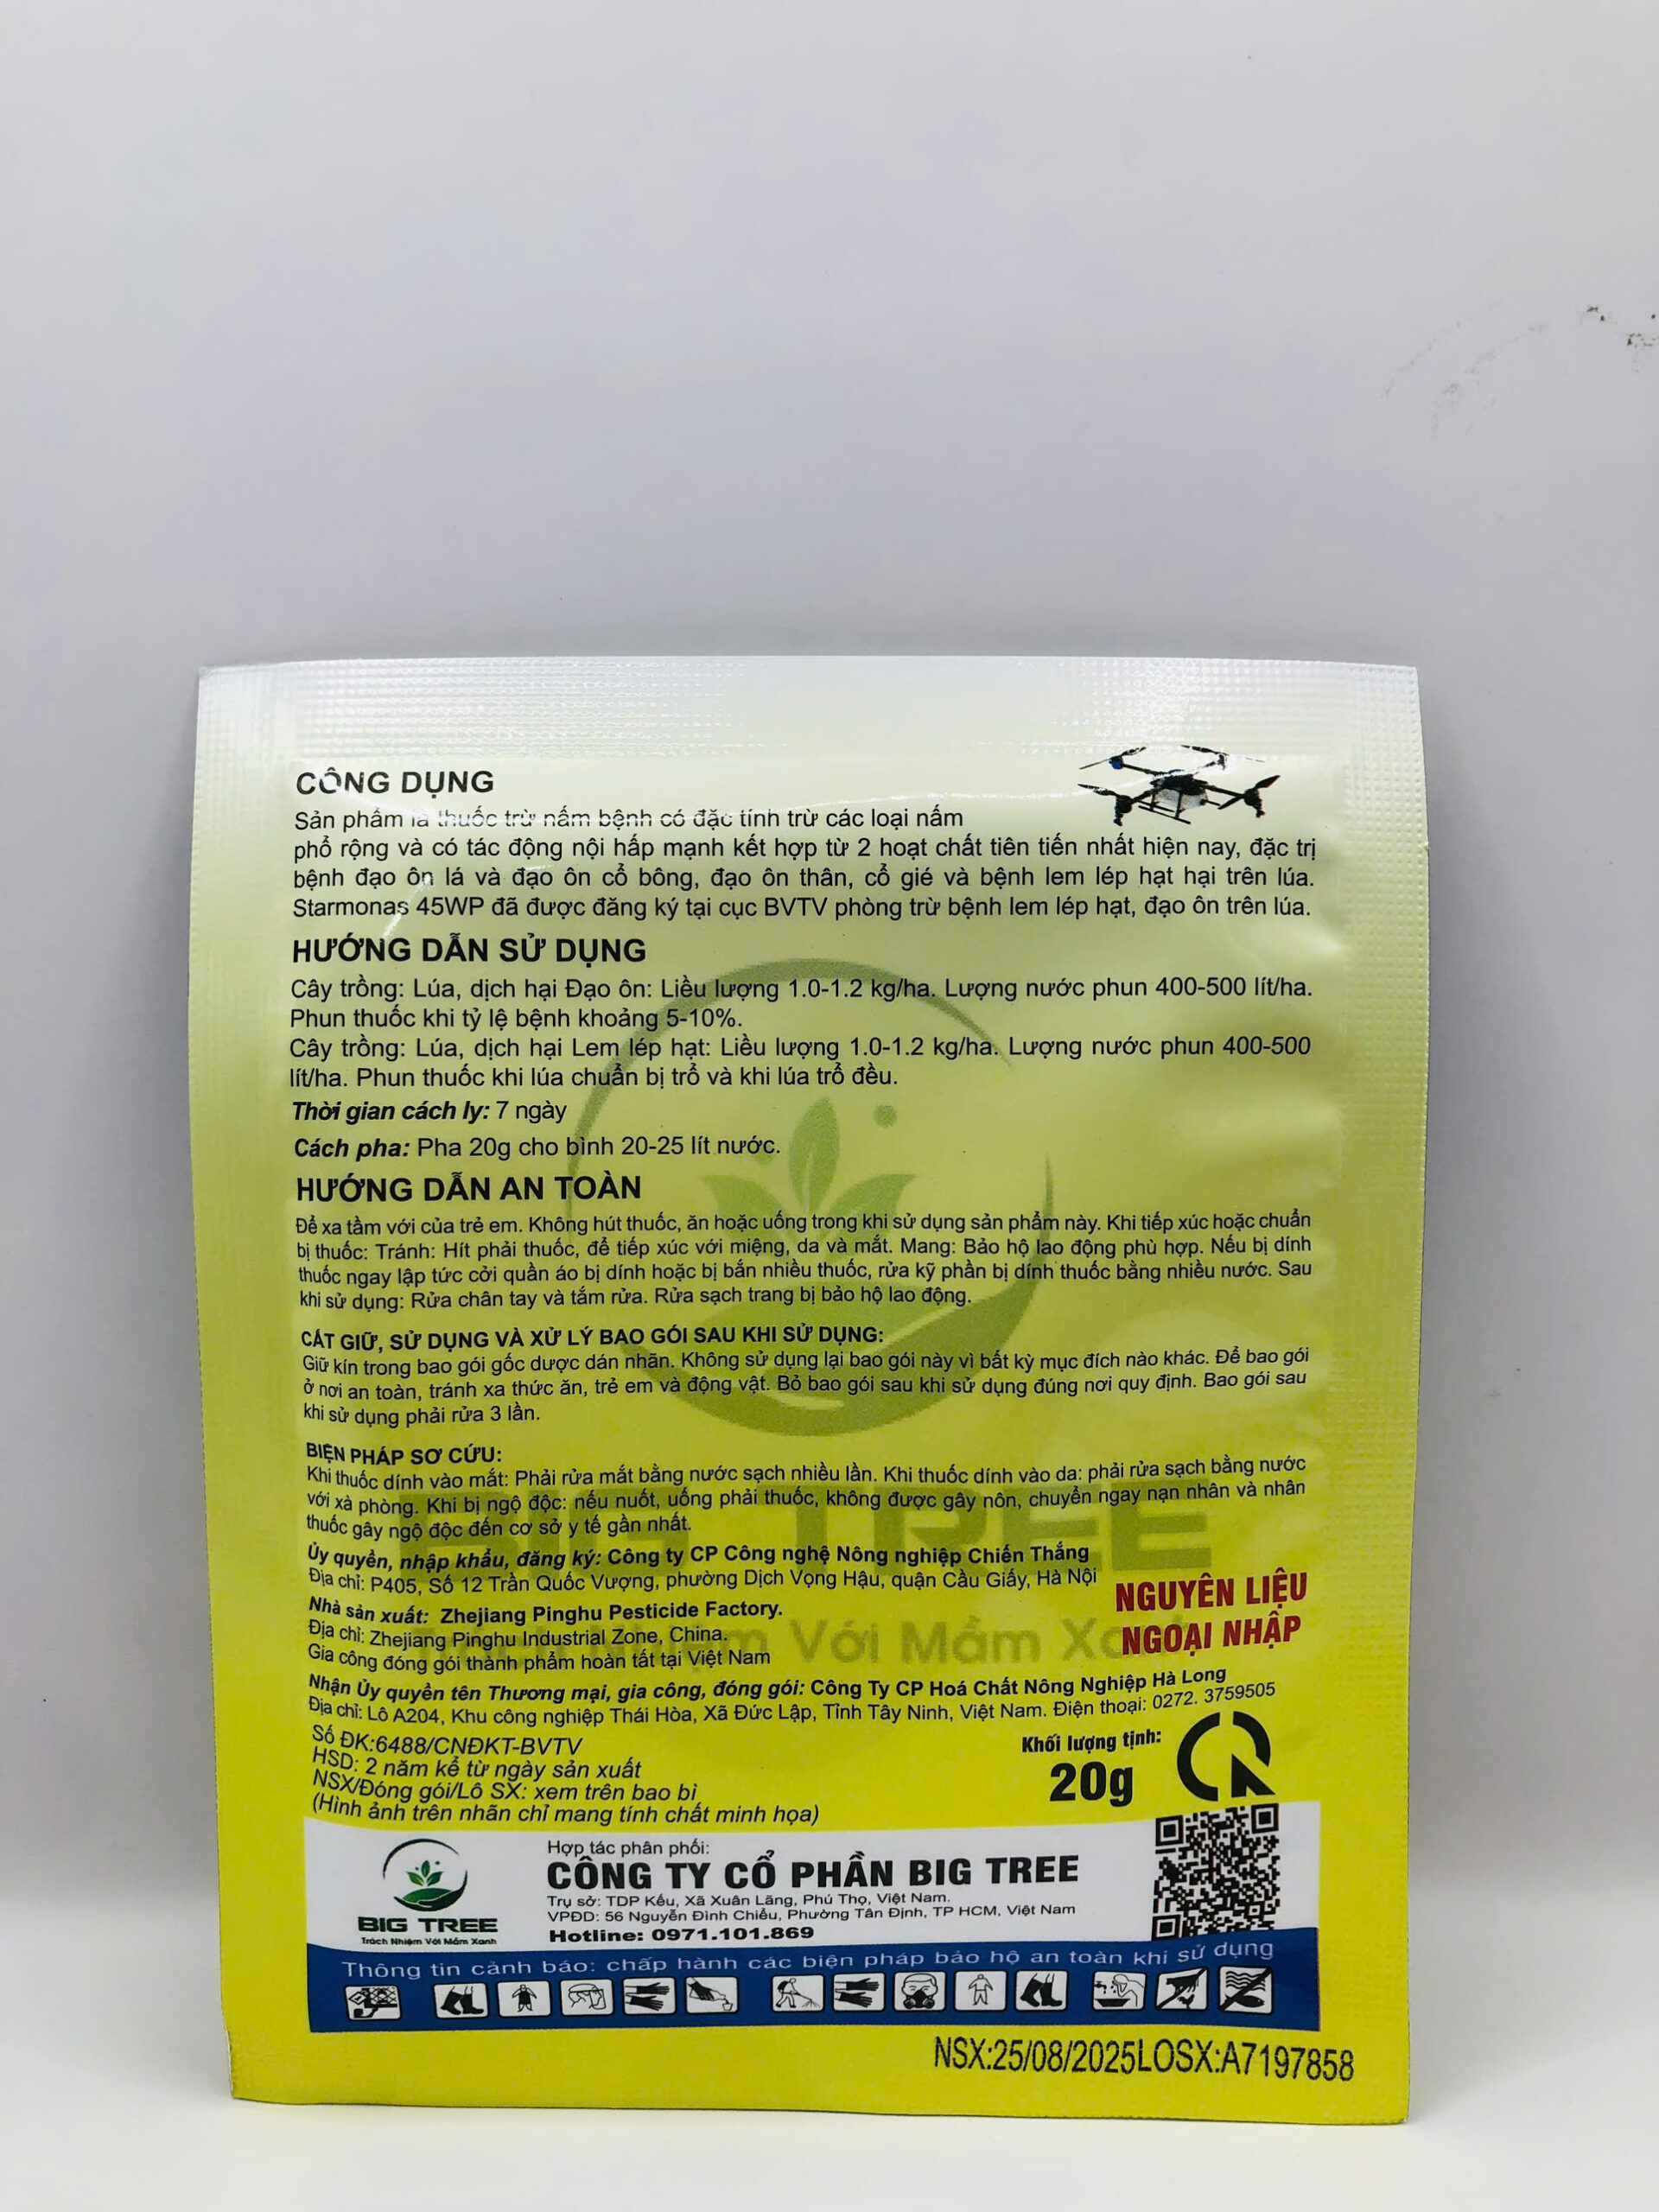 CÔNG DỤNG
Sản phẩm là thuốc trừ nấm bệnh có đặc tính trừ các loại nấm
phổ rộng và có tác động nội hấp mạnh kết hợp từ 2 hoạt chất tiên tiến nhất hiện nay, đặc trị
bệnh đạo ôn lá và đạo ôn cổ bông, đạo ôn thân, cổ gié và bệnh lem lép hạt hại trên lúa.
Starmonas 45WP đã được đăng ký tại cục BVTV phòng trừ bệnh lem lép hạt, đạo ôn trên lúa.
HƯỚNG DẪN SỬ DỤNG
Cây trồng: Lúa, dịch hại Đạo ôn: Liều lượng 1.0-1.2 kg/ha. Lượng nước phun 400-500 lít/ha.
Phun thuốc khi tỷ lệ bệnh khoảng 5-10%.
Cây trồng: Lúa, dịch hại Lem lép hạt: Liều lượng 1.0-1.2 kg/ha. Lượng nước phun 400-500
lít/ha. Phun thuốc khi lúa chuẩn bị trổ và khi lúa trổ đều.
Thời gian cách ly: 7 ngày
Cách pha: Pha 20g cho bình 20-25 lít nước.
HƯỚNG DẪN AN TOÀN
Để xa tầm với của trẻ em. Không hút thuốc, ăn hoặc uống trong khi sử dụng sản phẩm này. Khi tiếp xúc hoặc chuẩn
bị thuốc: Tránh: Hít phải thuốc, để tiếp xúc với miệng, da và mắt. Mang: Bảo hộ lao động phù hợp. Nếu bị dính
thuốc ngay lập tức cởi quần áo bị dính hoặc bị bắn nhiều thuốc, rửa kỹ phần bị dính thuốc bằng nhiều nước. Sau
khi sử dụng: Rửa chân tay và tắm rửa. Rửa sạch trang bị bảo hộ lao động.
CẤT GIỮ, SỬ DỤNG VÀ XỬ LÝ BAO GÓI SAU KHI SỬ DỤNG:
Giữ kín trong bao gói gốc dược dán nhãn. Không sử dụng lại bao gói này vì bất kỳ mục đích nào khác. Để bao gói
ở nơi an toàn, tránh xa thức ăn, trẻ em và động vật. Bỏ bao gói sau khi sử dụng đúng nơi quy định. Bao gói sau
khi sử dụng phải rửa 3 lần.
BIỆN PHÁP SƠ CỨU:
Khi thuốc dính vào mắt: Phải rửa mắt bằng nước sạch nhiều lần. Khi thuốc dính vào da: phải rửa sạch bằng nước
với xà phòng. Khi bị ngộ độc: nếu nuốt, uống phải thuốc, không được gây nôn, chuyển ngay nạn nhân và nhãn
thuốc gây ngộ độc đến cơ sở y tế gần nhất.
BIG TREE
Ủy quyền, nhập khẩu, đăng ký: Công ty CP Công nghệ Nông nghiệp Chiến Thắng
Địa chỉ: P405, Số 12 Trần Quốc Vượng, phường Dịch Vọng Hậu, quận Cầu Giấy, Hà Nội
NGUYÊN LIỆU
NGOẠI NHẬP
Nhà sản xuất: Zhejiang Pinghu Pesticide Factory.
Địa chỉ: Zhejiang Pinghu Industrial Zone, China.
Gia công đóng gói thành phẩm hoàn tất tại Việt Nam
Với Mầm
Nhận Ủy quyền tên Thương mại, gia công, đóng gói: Công Ty CP Hoá Chất Nông Nghiệp Hà Long
Địa chỉ: Lô A204, Khu công nghiệp Thái Hòa, Xã Đức Lập, Tỉnh Tây Ninh, Việt Nam. Điện thoại: 0272. 3759505
Số ĐK:6488/CNĐKT-BVTV
HSD: 2 năm kể từ ngày sản xuất
NSX/Đóng gói/Lô SX: xem trên bao bì
(Hình ảnh trên nhãn chỉ mang tính chất minh họa)
Khối lượng tịnh:
20g
BIG TREE
Trách Nhiệm Với Mầm Xanh
Hợp tác phân phối:
CÔNG TY CỔ PHẦN BIG TREE
Trụ sở: TDP Kếu, Xã Xuân Lãng, Phú Thọ, Việt Nam.
VPĐD: 56 Nguyễn Đình Chiểu, Phường Tân Định, TP HCM, Việt Nam
Hotline: 0971.101.869
Thông tin cảnh báo: chấp hành các biện pháp bảo hộ an toàn khi sử dụng
NSX:25/08/2025LOSX:A7197858